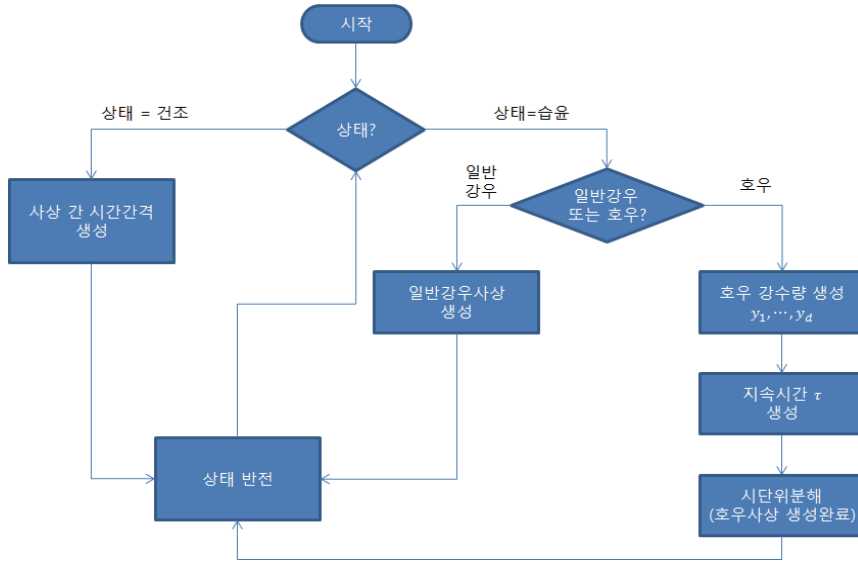 시작
상태 = 건조
상태?
상태=습윤
일반
강우
호우
사상 간 시간간격
생성
일반강우
또는 호우?
일반강우사상
생성
호우 강수량 생성
y₁,⋯,y_d
지속시간 τ
생성
상태 반전
시단위분해
(호우사상 생성완료)